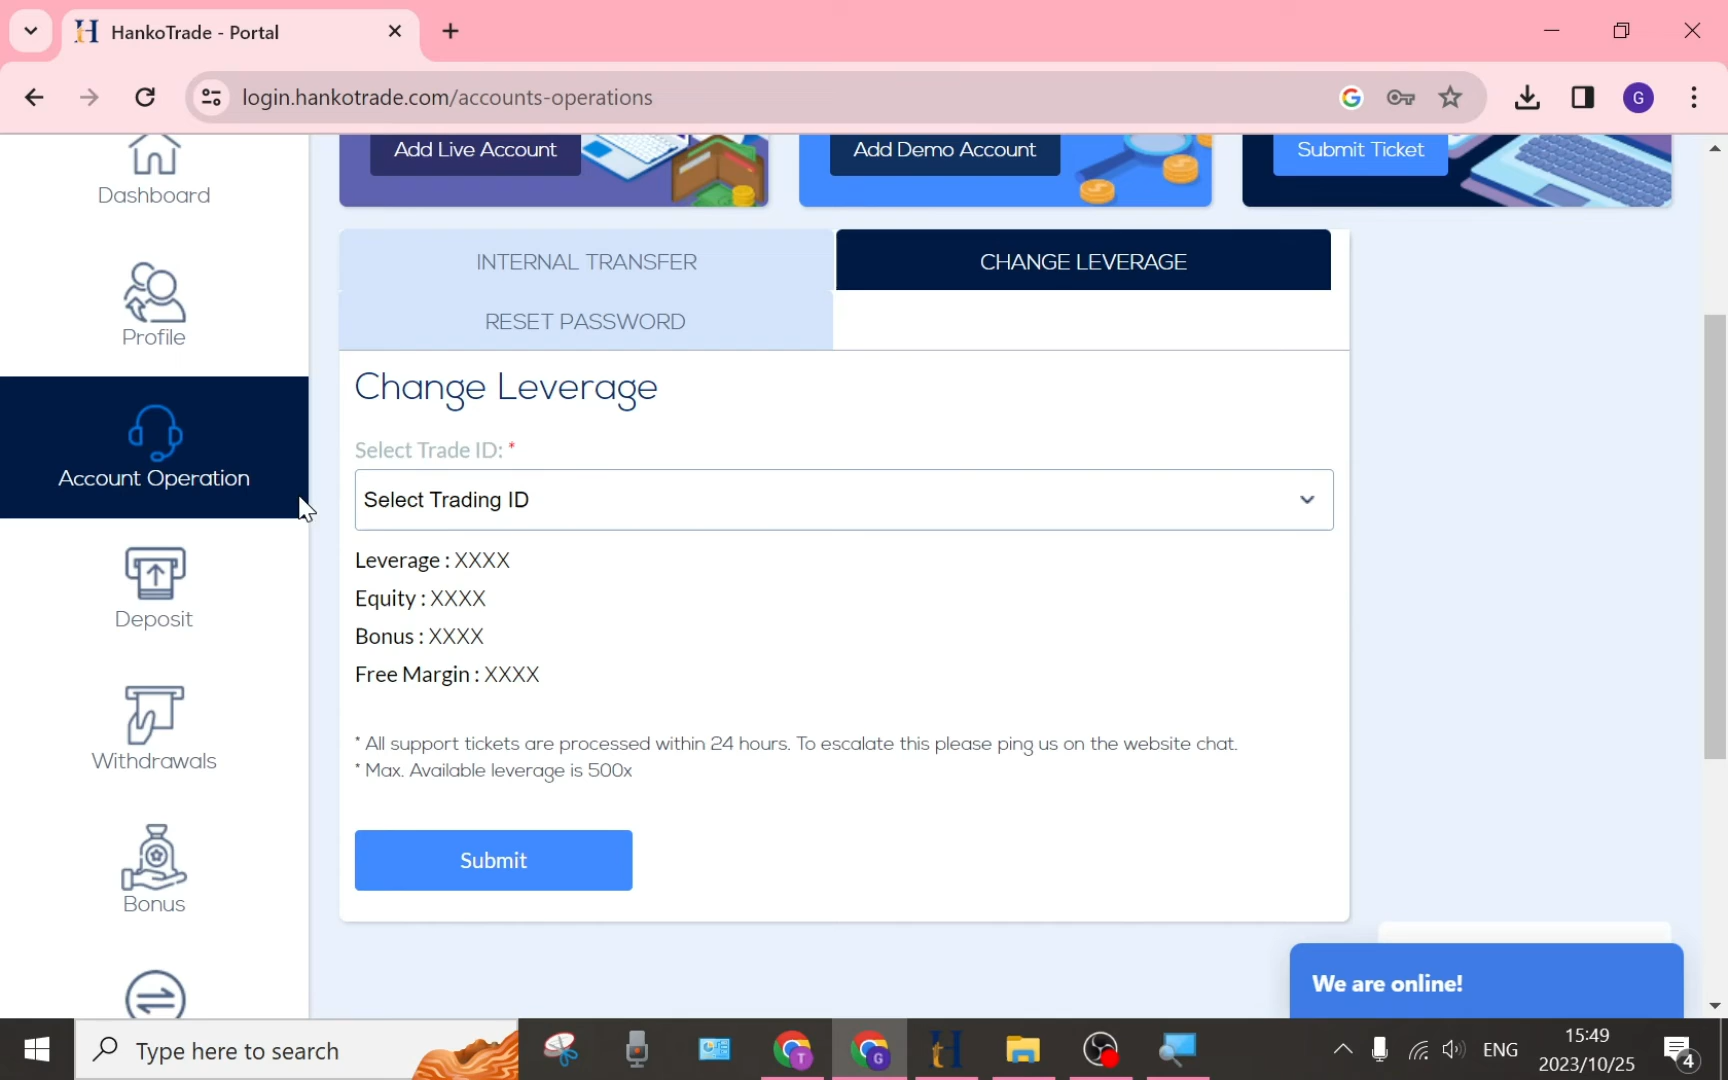 HankoTrade - Portal
login.hankotrade.com/accounts-operations
G
Dashboard
Profile
Account Operation
Deposit
Withdrawals
Bonus
Add Live Account
Add Demo Account
Submit Ticket
INTERNAL TRANSFER
CHANGE LEVERAGE
RESET PASSWORD
Change Leverage
Select Trade ID: *
Select Trading ID
Leverage : XXXX
Equity : XXXX
Bonus : XXXX
Free Margin : XXXX
* All support tickets are processed within 24 hours. To escalate this please ping us on the website chat.
* Max. Available leverage is 500x
Submit
We are online!
Type here to search
T
G
ENG
15:49
2023/10/25
4